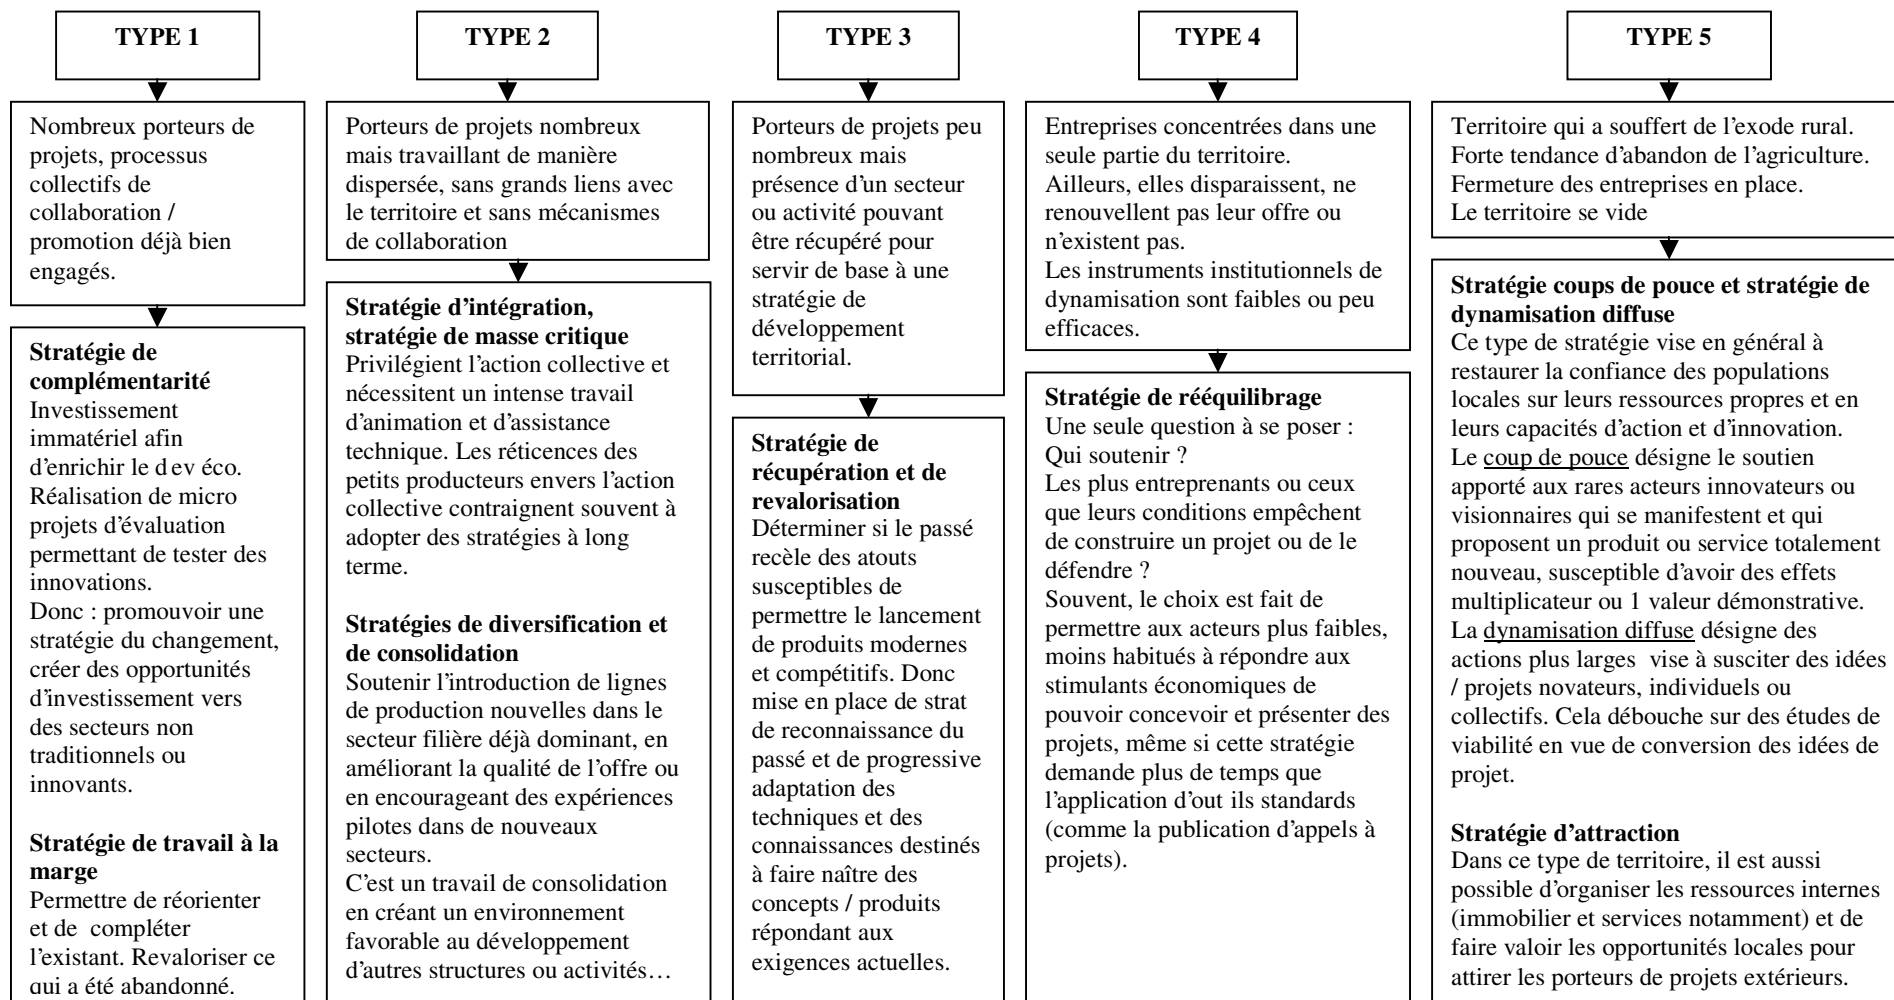 TYPE 1
Nombreux porteurs de
projets, processus
collectifs de
collaboration /
promotion déjà bien
engagés.
Stratégie de
complémentarité
Investissement
immatériel afin
d’enrichir le d ev éco.
Réalisation de micro
projets d’évaluation
permettant de tester des
innovations.
Donc : promouvoir une
stratégie du changement,
créer des opportunités
d’investissement vers
des secteurs non
traditionnels ou
innovants.
Stratégie de travail à la
marge
Permettre de réorienter
et de compléter
l’existant. Revaloriser ce
qui a été abandonné.
TYPE 2
Porteurs de projets nombreux
mais travaillant de manière
dispersée, sans grands liens avec
le territoire et sans mécanismes
de collaboration
Stratégie d’intégration,
stratégie de masse critique
Privilégient l’action collective et
nécessitent un intense travail
d’animation et d’assistance
technique. Les réticences des
petits producteurs envers l’action
collective contraignent souvent à
adopter des stratégies à long
terme.
Stratégies de diversification et
de consolidation
Soutenir l’introduction de lignes
de production nouvelles dans le
secteur filière déjà dominant, en
améliorant la qualité de l’offre ou
en encourageant des expériences
pilotes dans de nouveaux
secteurs.
C’est un travail de consolidation
en créant un environnement
favorable au développement
d’autres structures ou activités…
TYPE 3
Porteurs de projets peu
nombreux mais
présence d’un secteur
ou activité pouvant
être récupéré pour
servir de base à une
stratégie de
développement
territorial.
Stratégie de
récupération et de
revalorisation
Déterminer si le passé
recèle des atouts
susceptibles de
permettre le lancement
de produits modernes
et compétitifs. Donc
mise en place de strat
de reconnaissance du
passé et de progressive
adaptation des
techniques et des
connaissances destinés
à faire naître des
concepts / produits
répondant aux
exigences actuelles.
TYPE 4
Entreprises concentrées dans une
seule partie du territoire.
Ailleurs, elles disparaissent, ne
renouvellent pas leur offre ou
n’existent pas.
Les instruments institutionnels de
dynamisation sont faibles ou peu
efficaces.
Stratégie de rééquilibrage
Une seule question à se poser :
Qui soutenir ?
Les plus entreprenants ou ceux
que leurs conditions empêchent
de construire un projet ou de le
défendre ?
Souvent, le choix est fait de
permettre aux acteurs plus faibles,
moins habitués à répondre aux
stimulants économiques de
pouvoir concevoir et présenter des
projets, même si cette stratégie
demande plus de temps que
l’application d’out ils standards
(comme la publication d’appels à
projets).
TYPE 5
Territoire qui a souffert de l’exode rural.
Forte tendance d’abandon de l’agriculture.
Fermeture des entreprises en place.
Le territoire se vide
Stratégie coups de pouce et stratégie de
dynamisation diffuse
Ce type de stratégie vise en général à
restaurer la confiance des populations
locales sur leurs ressources propres et en
leurs capacités d’action et d’innovation.
Le coup de pouce désigne le soutien
apporté aux rares acteurs innovateurs ou
visionnaires qui se manifestent et qui
proposent un produit ou service totalement
nouveau, susceptible d’avoir des effets
multiplicateur ou 1 valeur démonstrative.
La dynamisation diffuse désigne des
actions plus larges vise à susciter des idées
/ projets novateurs, individuels ou
collectifs. Cela débouche sur des études de
viabilité en vue de conversion des idées de
projet.
Stratégie d’attraction
Dans ce type de territoire, il est aussi
possible d’organiser les ressources internes
(immobilier et services notamment) et de
faire valoir les opportunités locales pour
attirer les porteurs de projets extérieurs.